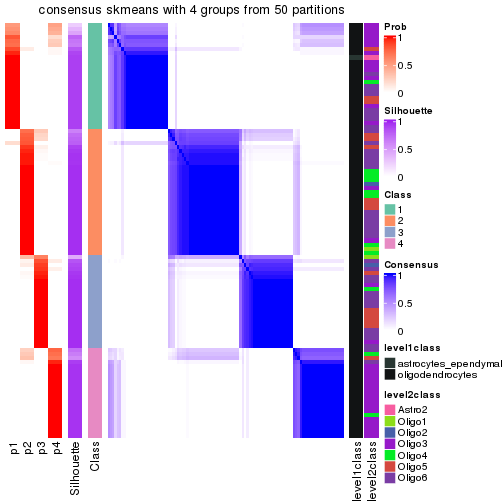 consensus skmeans with 4 groups from 50 partitions
Prob
1
0.5
0
Silhouette
1
0.5
0
Class
1
2
3
4
Consensus
1
0.5
0
level1class
astrocytes_ependymal
oligodendrocytes
level2class
Astro2
Oligo1
Oligo2
Oligo3
Oligo4
Oligo5
Oligo6
p1
p2
p3
p4
Silhouette
Class
level1class
level2class